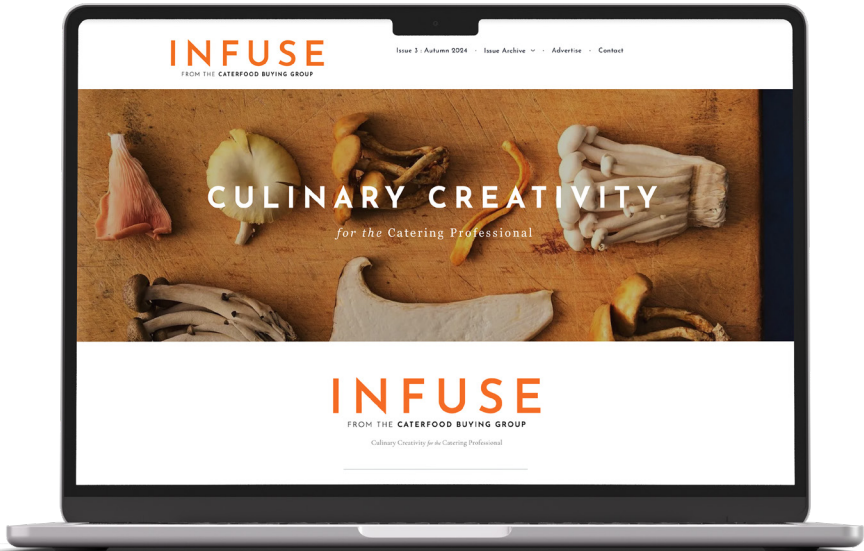 INFUSE
FROM THE CATERFOOD BUYING GROUP
Issue 3 : Autumn 2024 · Issue Archive · Advertise · Contact
CULINARY CREATIVITY
for the Catering Professional
INFUSE
FROM THE CATERFOOD BUYING GROUP
Culinary Creativity for the Catering Professional